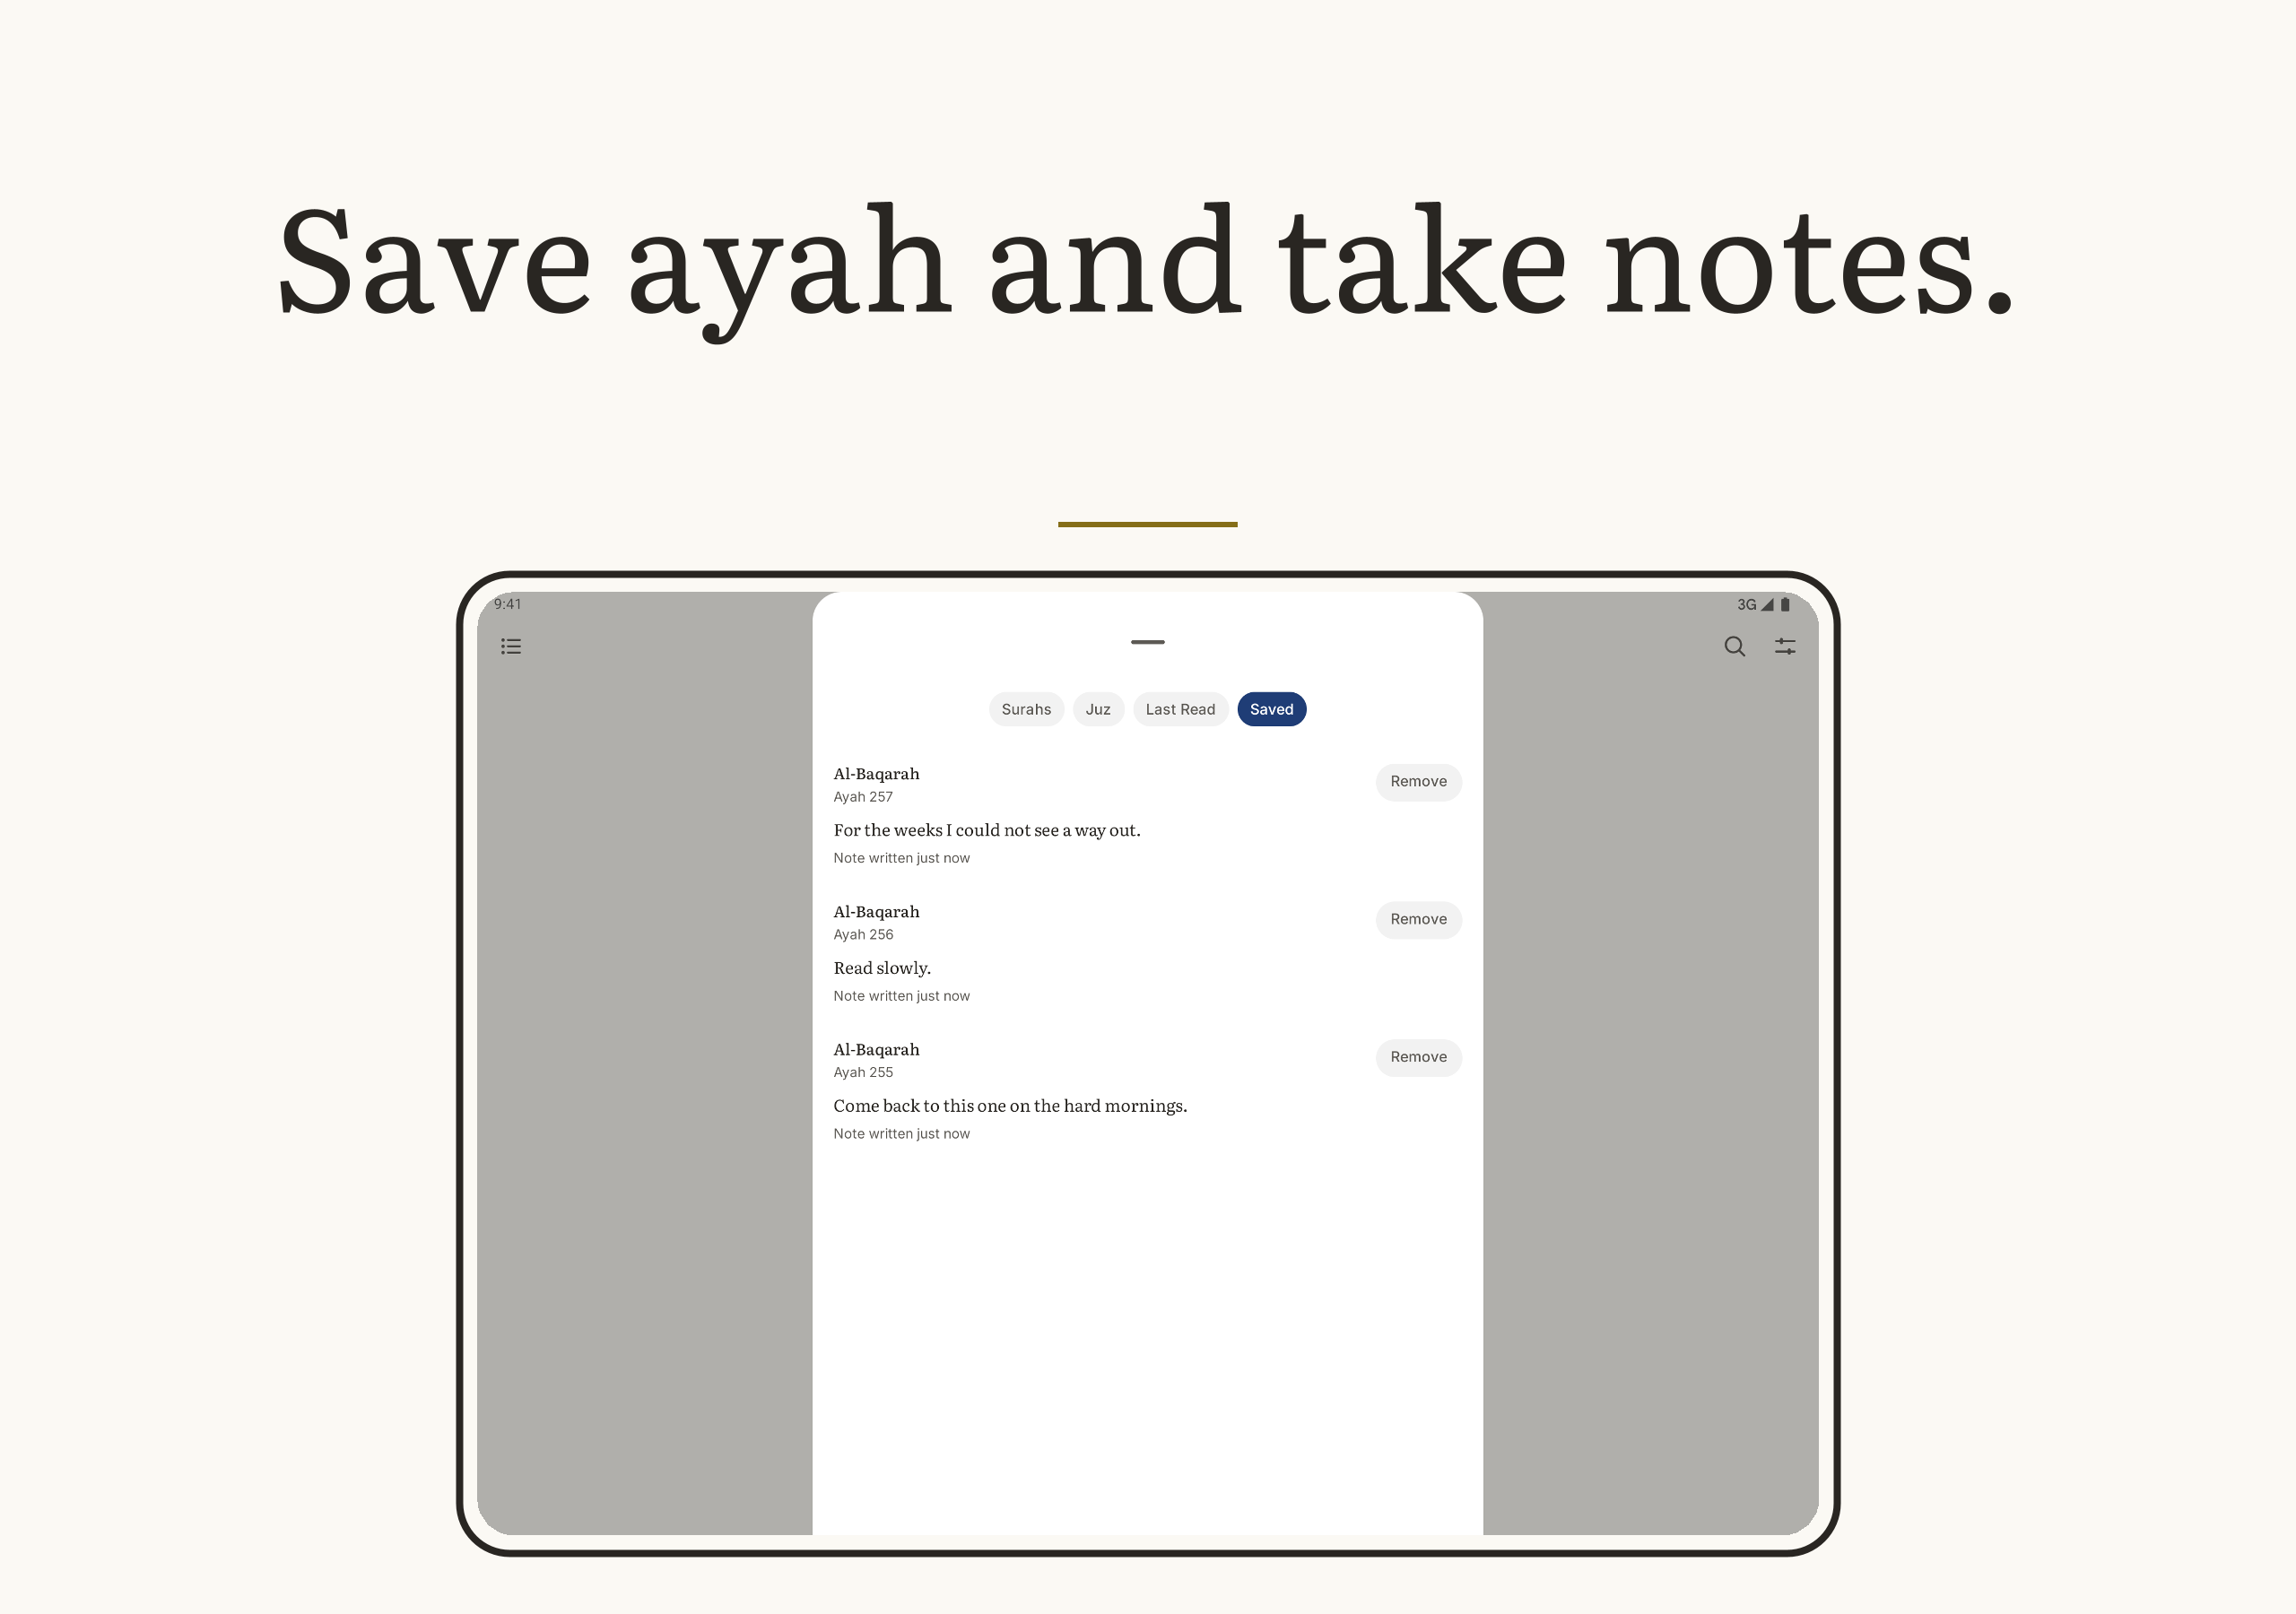 Save ayah and take notes.
9:41
3G
Surahs
Juz
Last Read
Saved
Al-Baqarah
Remove
Ayah 257
For the weeks I could not see a way out.
Note written just now
Al-Baqarah
Remove
Ayah 256
Read slowly.
Note written just now
Al-Baqarah
Remove
Ayah 255
Come back to this one on the hard mornings.
Note written just now